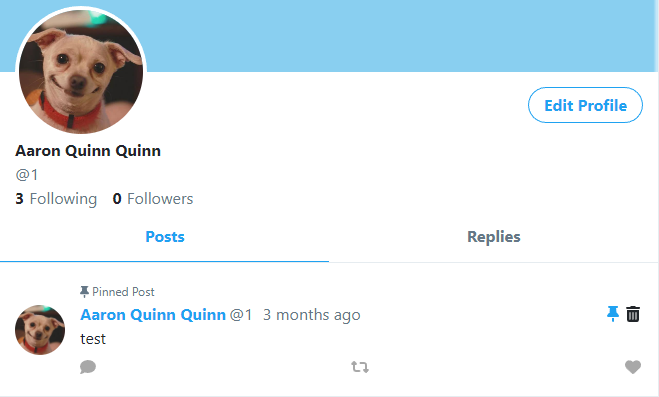 Edit Profile
Aaron Quinn Quinn
@1
3 Following 0 Followers
Posts Replies
Pinned Post
Aaron Quinn Quinn @1 3 months ago
test